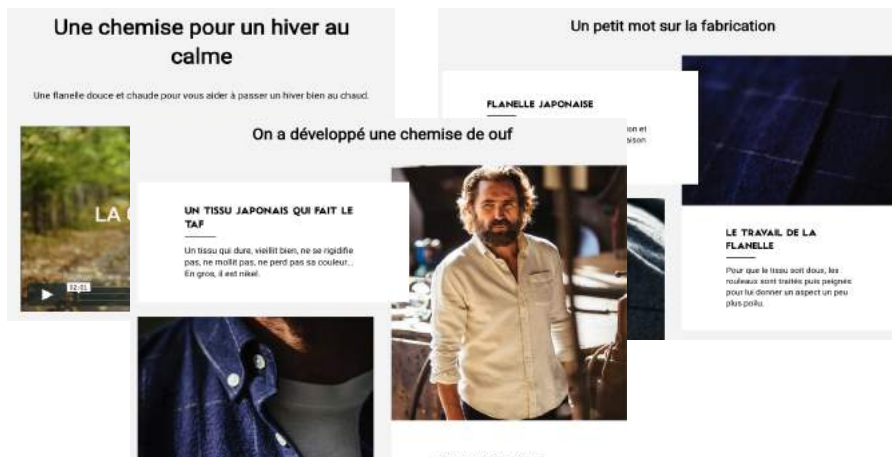 Une chemise pour un hiver au
calme
Une flanelle douce et chaude pour vous aider à passer un hiver bien au chaud.
LA
02:01
On a développé une chemise de ouf
UN TISSU JAPONAIS QUI FAIT LE
TAF
Un tissu qui dure, vieillit bien, ne se rigidifie
pas, ne mollit pas, ne perd pas sa couleur...
En gros, il est nikel.
Un petit mot sur la fabrication
FLANELLE JAPONAISE
on et
aison
LE TRAVAIL DE LA
FLANELLE
Pour que le tissu soit doux, les
rouleaux sont traités puis peignés
pour lui donner un aspect un peu
plus poilu.